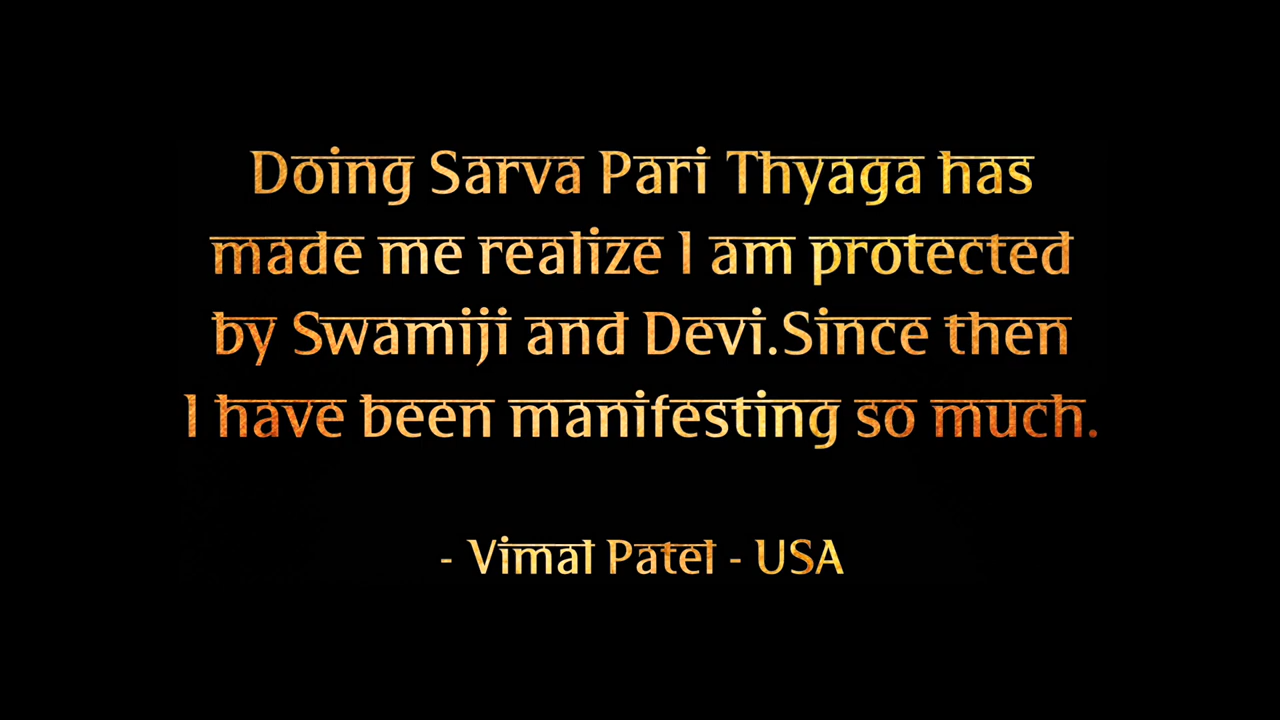 Doing Sarva Pari Thyaga has
made me realize I am protected
by Swamiji and Devi.Since then
I have been manifesting so much.
- Vimal Patel - USA